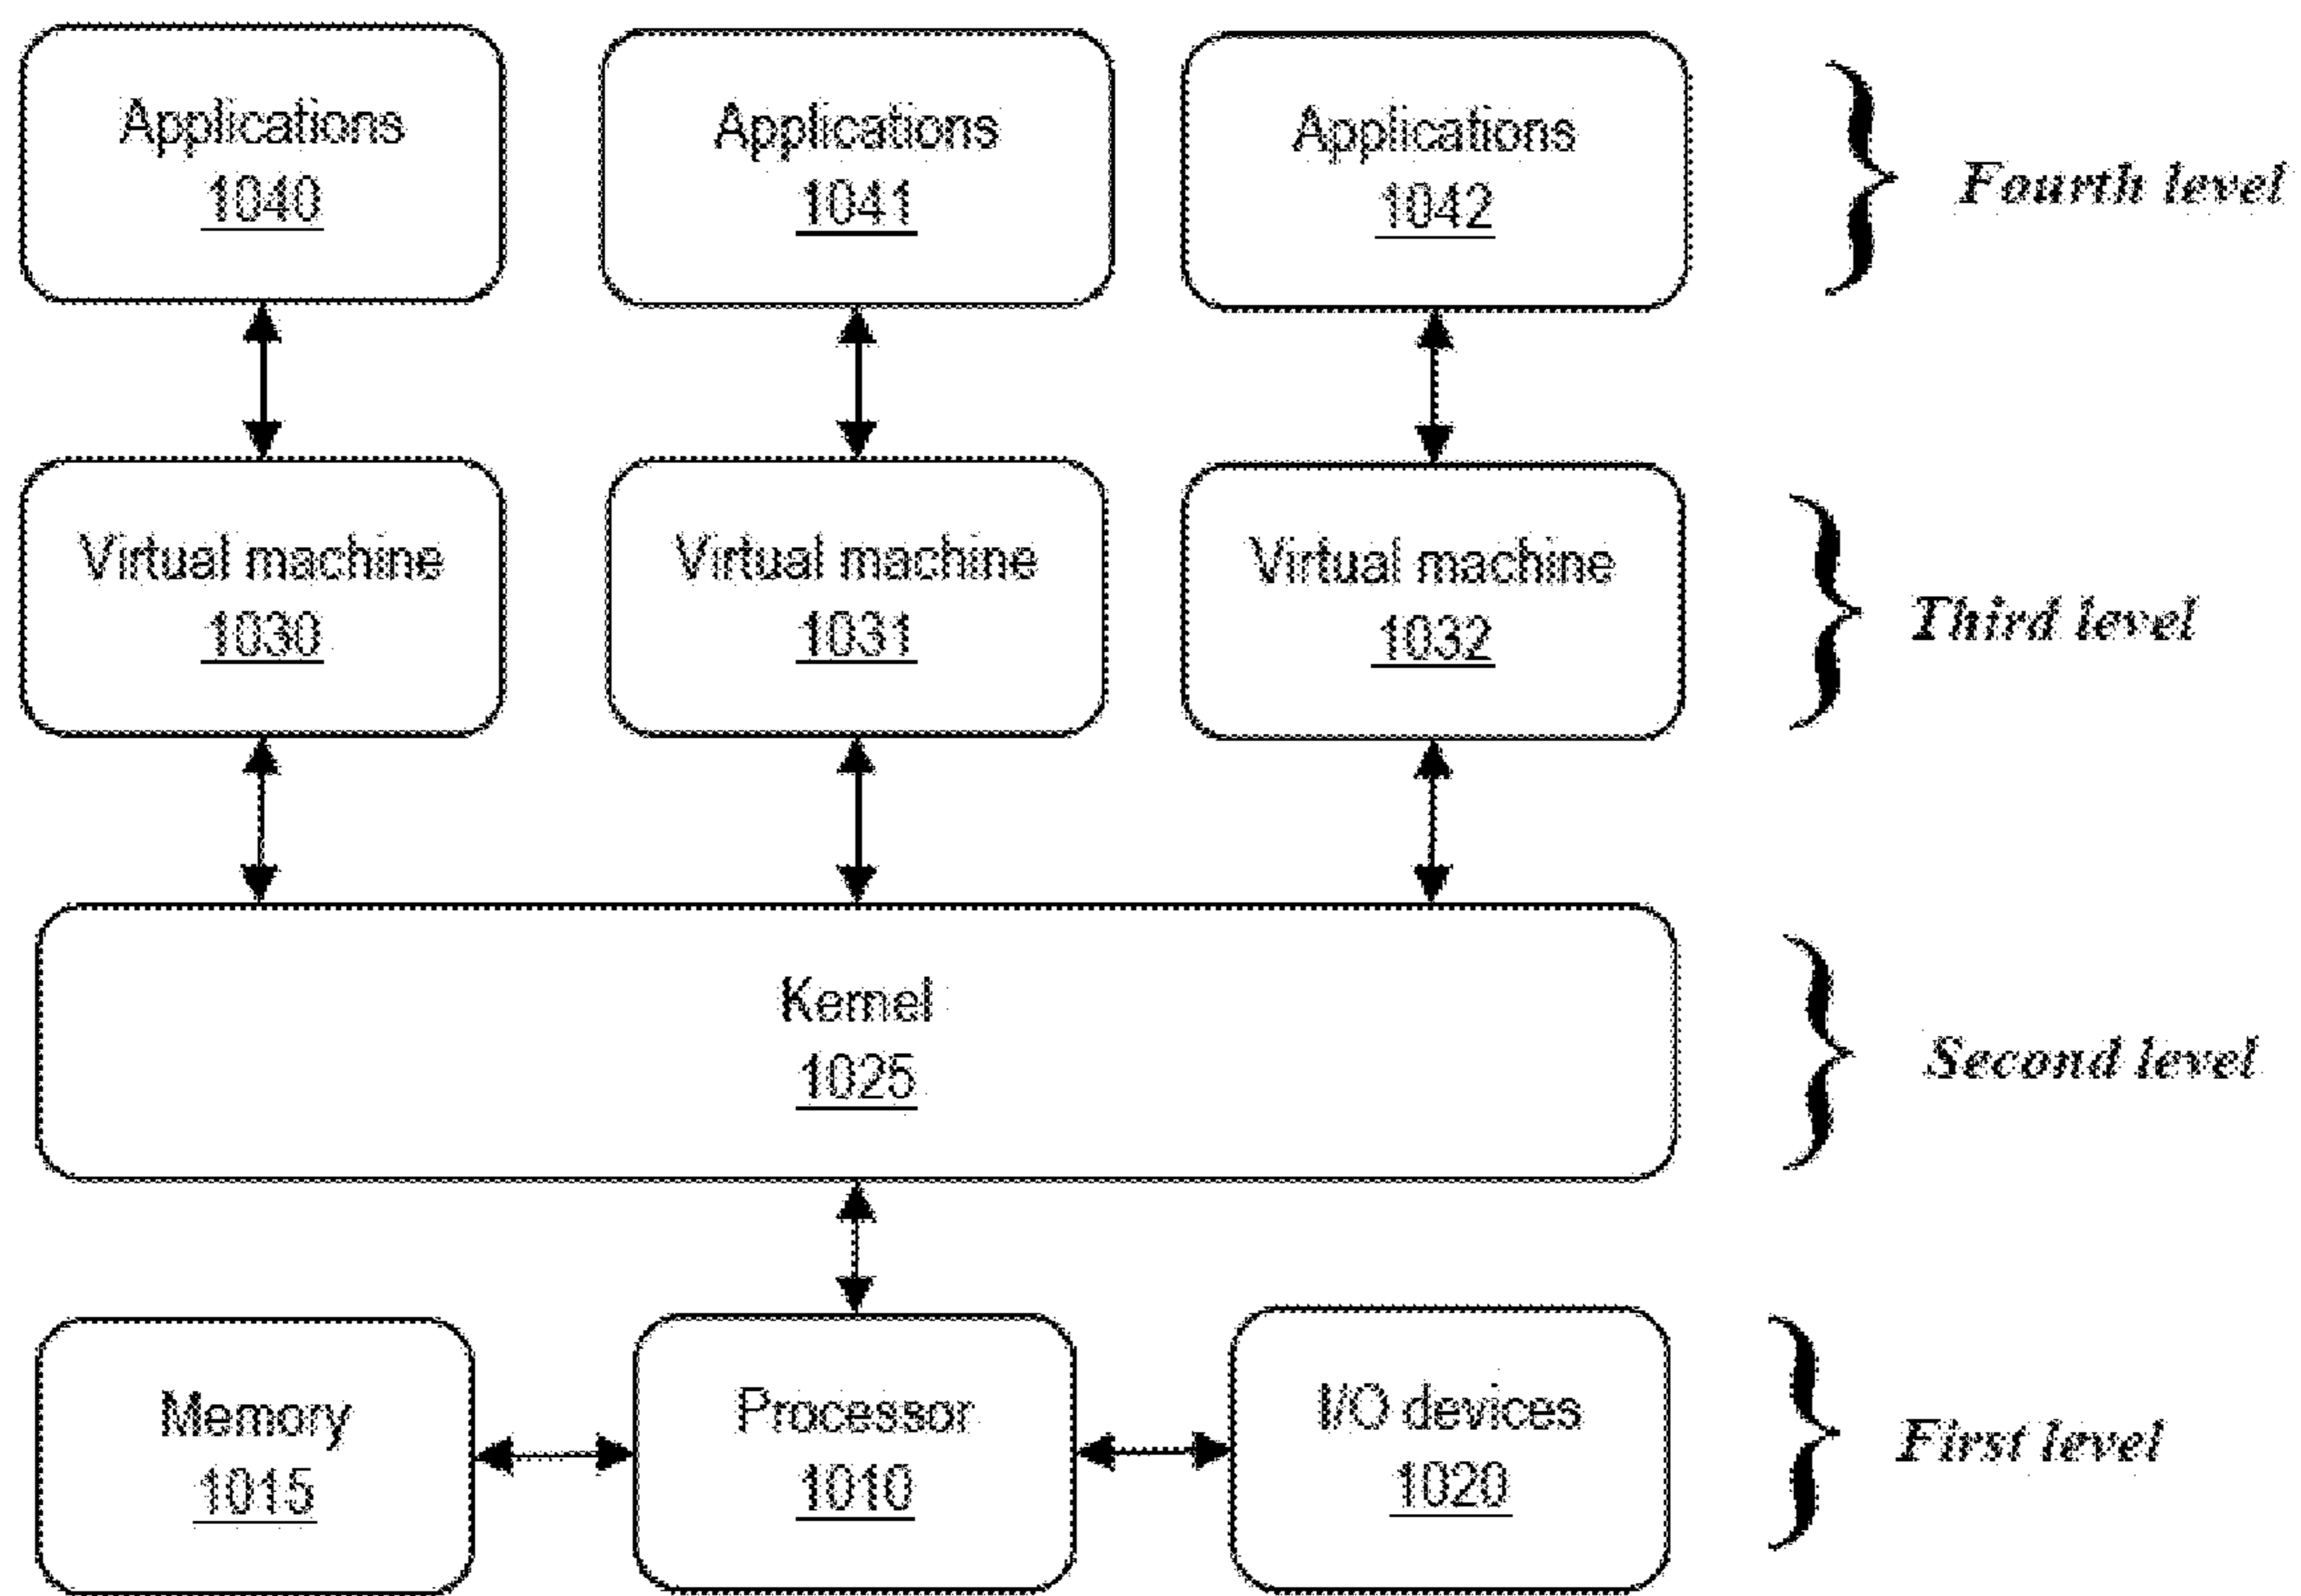 Applications
1040
Applications
1041
Applications
1042
Fourth level
Virtual machine
1030
Virtual machine
1031
Virtual machine
1032
Third level
Kernel
1025
Second level
Memory
1015
Processor
1010
I/O devices
1020
First level